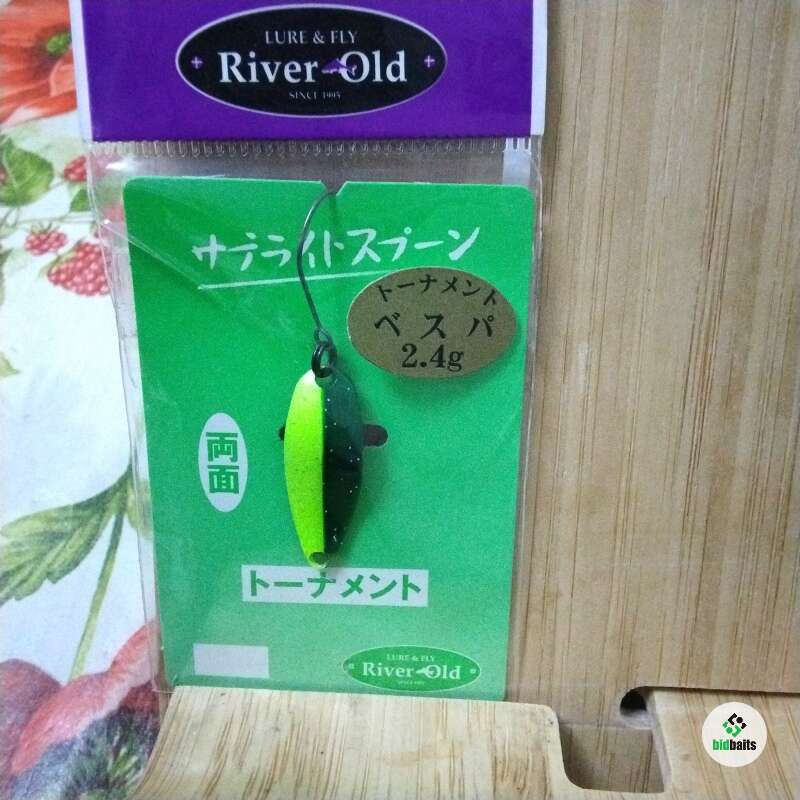 LURE & FLY
River Old
SINCE 1995
サテライトスプーン
トーナメント
ベスパ
2.4g
両面
トーナメント
LURE & FLY
River Old
SINCE 1995
bidbaits